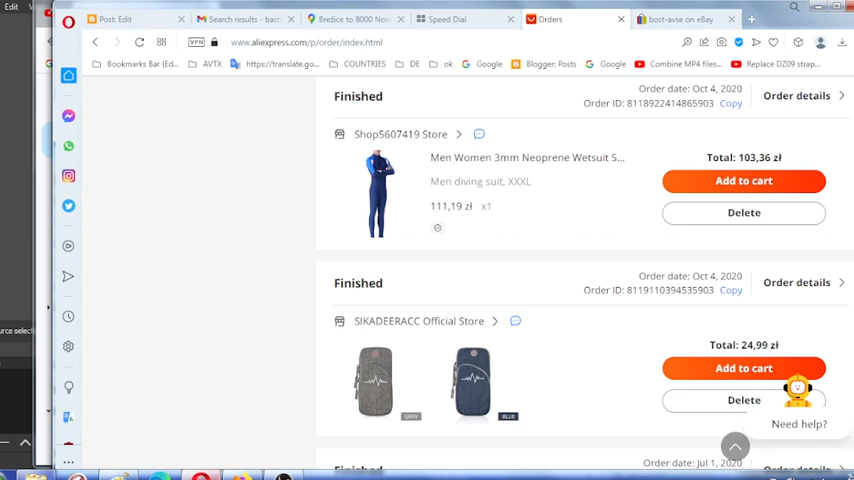 Edit
Post: Edit
Search results - bast
Brežice to 8000 Nov
Speed Dial
Orders
bost-avse on eBay
VPN
www.aliexpress.com/p/order/index.html
Bookmarks Bar (Ed...
AVTX
https://translate.go...
COUNTRIES
DE
ok
Google
Blogger: Posts
Google
Combine MP4 files...
Replace DZ09 strap...
Finished
Order date: Oct 4, 2020
Order ID: 8118922414865903 Copy
Order details
Shop5607419 Store
Men Women 3mm Neoprene Wetsuit S...
Men diving suit, XXXL
111,19 zł x1
Total: 103,36 zł
Add to cart
Delete
Finished
Order date: Oct 4, 2020
Order ID: 8119110394535903 Copy
Order details
SIKADEERACC Official Store
GRAY
BLUE
Total: 24,99 zł
Add to cart
Delete
Need help?
Finished
Order date: Jul 1, 2020
Order details